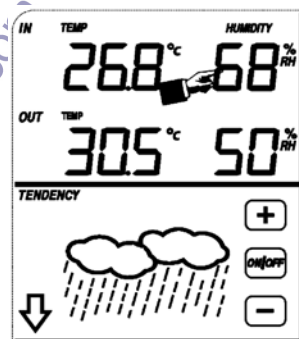 IN TEMP HUMIDITY
26.8 °C 68 % RH
OUT TEMP
30.5 °C 50 % RH
TENDENCY
+
ON/OFF
−